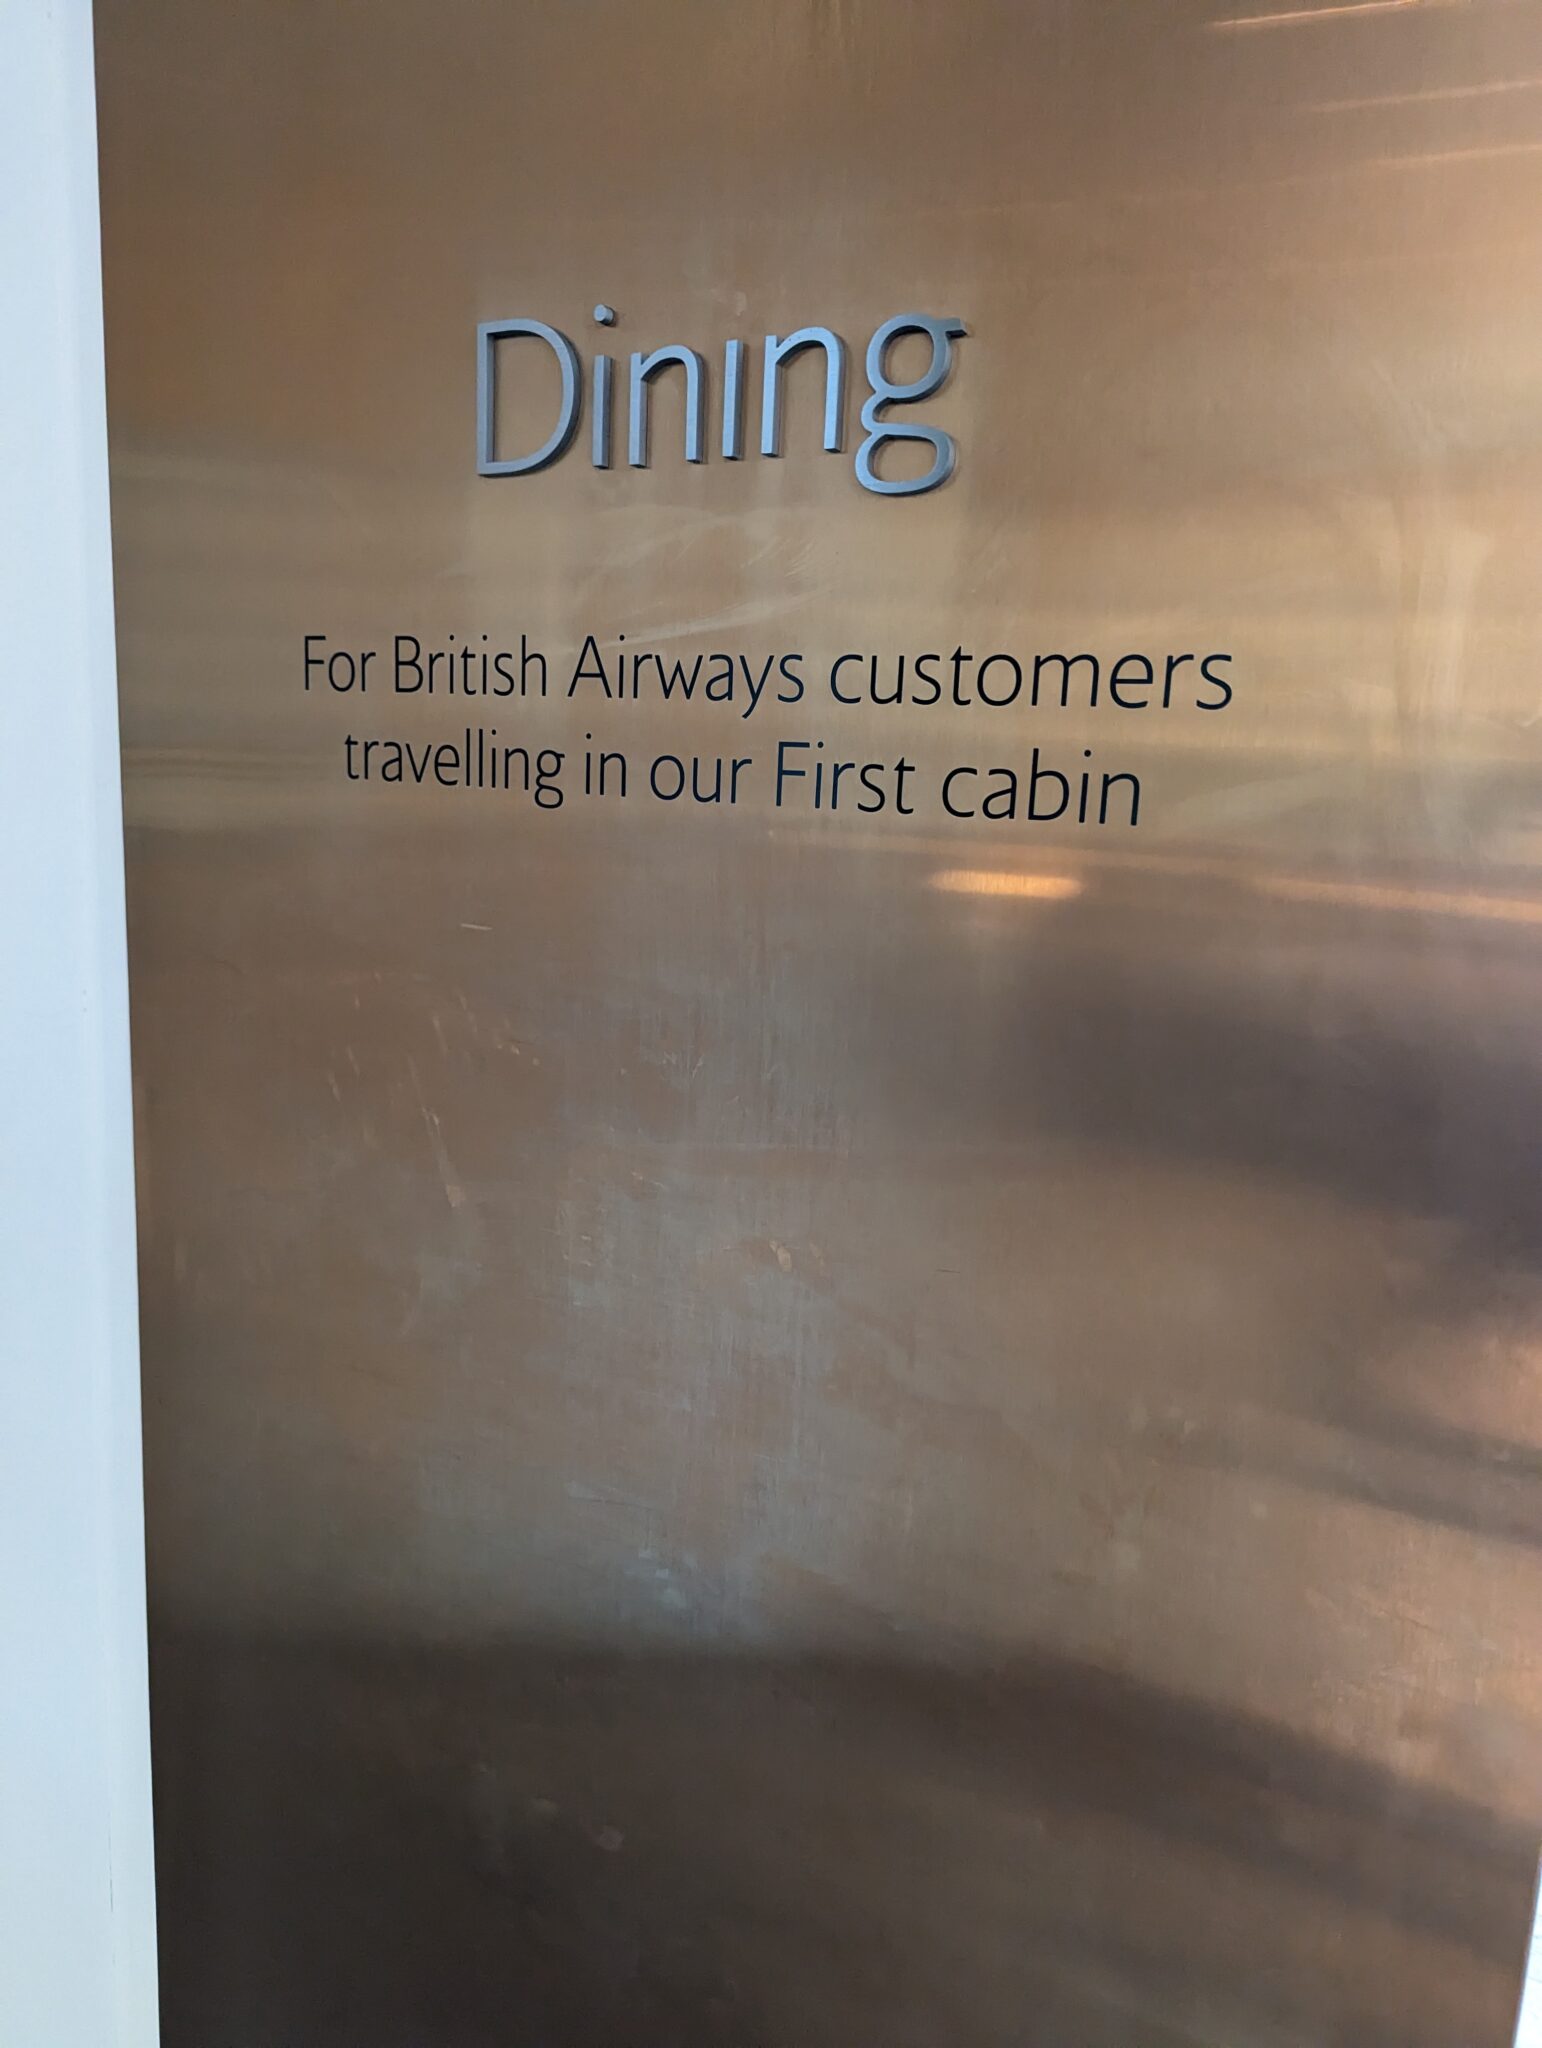 Dining
For British Airways customers
travelling in our First cabin